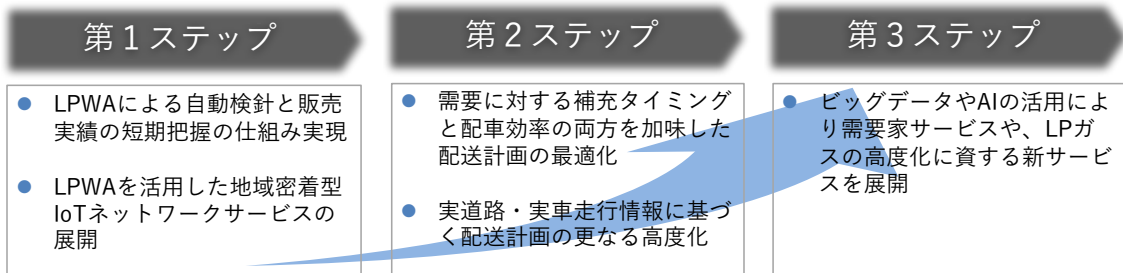 第１ステップ
● LPWAによる自動検針と販売
実績の短期把握の仕組み実現
● LPWAを活用した地域密着型
IoTネットワークサービスの
展開
第２ステップ
● 需要に対する補充タイミング
と配車効率の両方を加味した
配送計画の最適化
● 実道路・実車走行情報に基づ
く配送計画の更なる高度化
第３ステップ
● ビッグデータやAIの活用によ
り需要家サービスや、LPガ
スの高度化に資する新サービ
スを展開